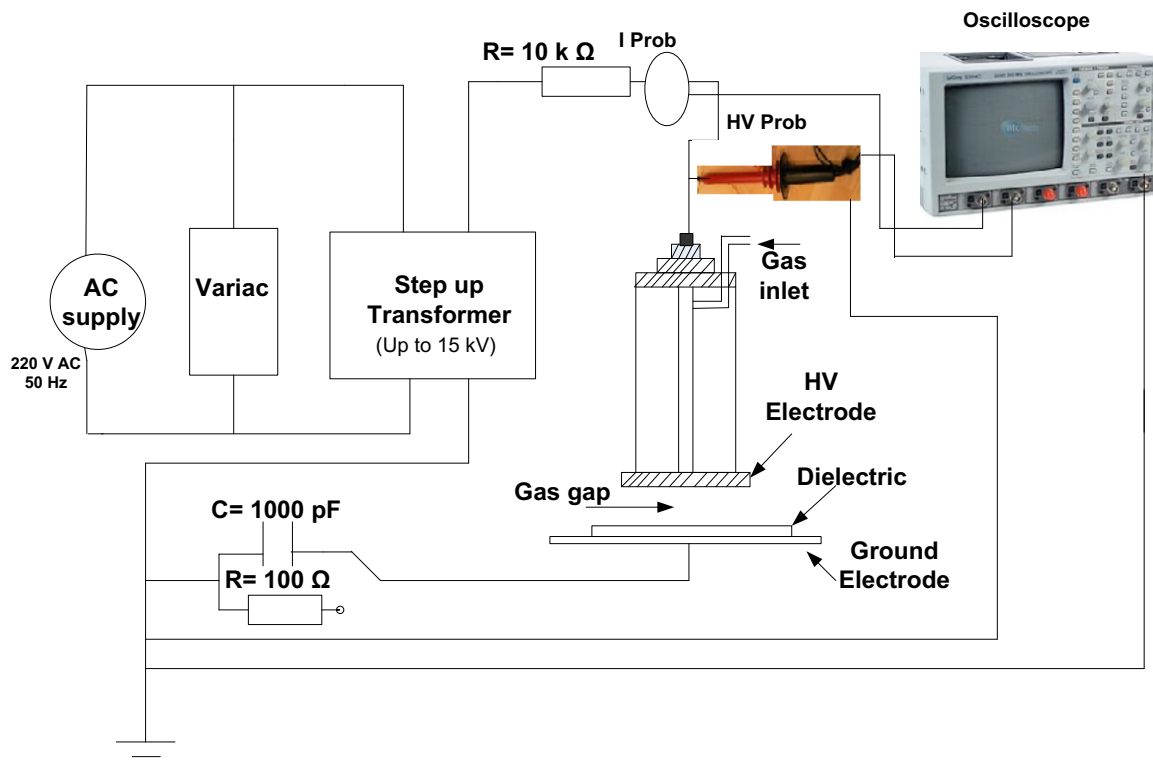 Oscilloscope
I Prob
R= 10 k Ω
HV Prob
AC
supply
220 V AC
50 Hz
Variac
Step up
Transformer
(Up to 15 kV)
Gas
inlet
HV
Electrode
Dielectric
Gas gap
C= 1000 pF
R= 100 Ω
Ground
Electrode